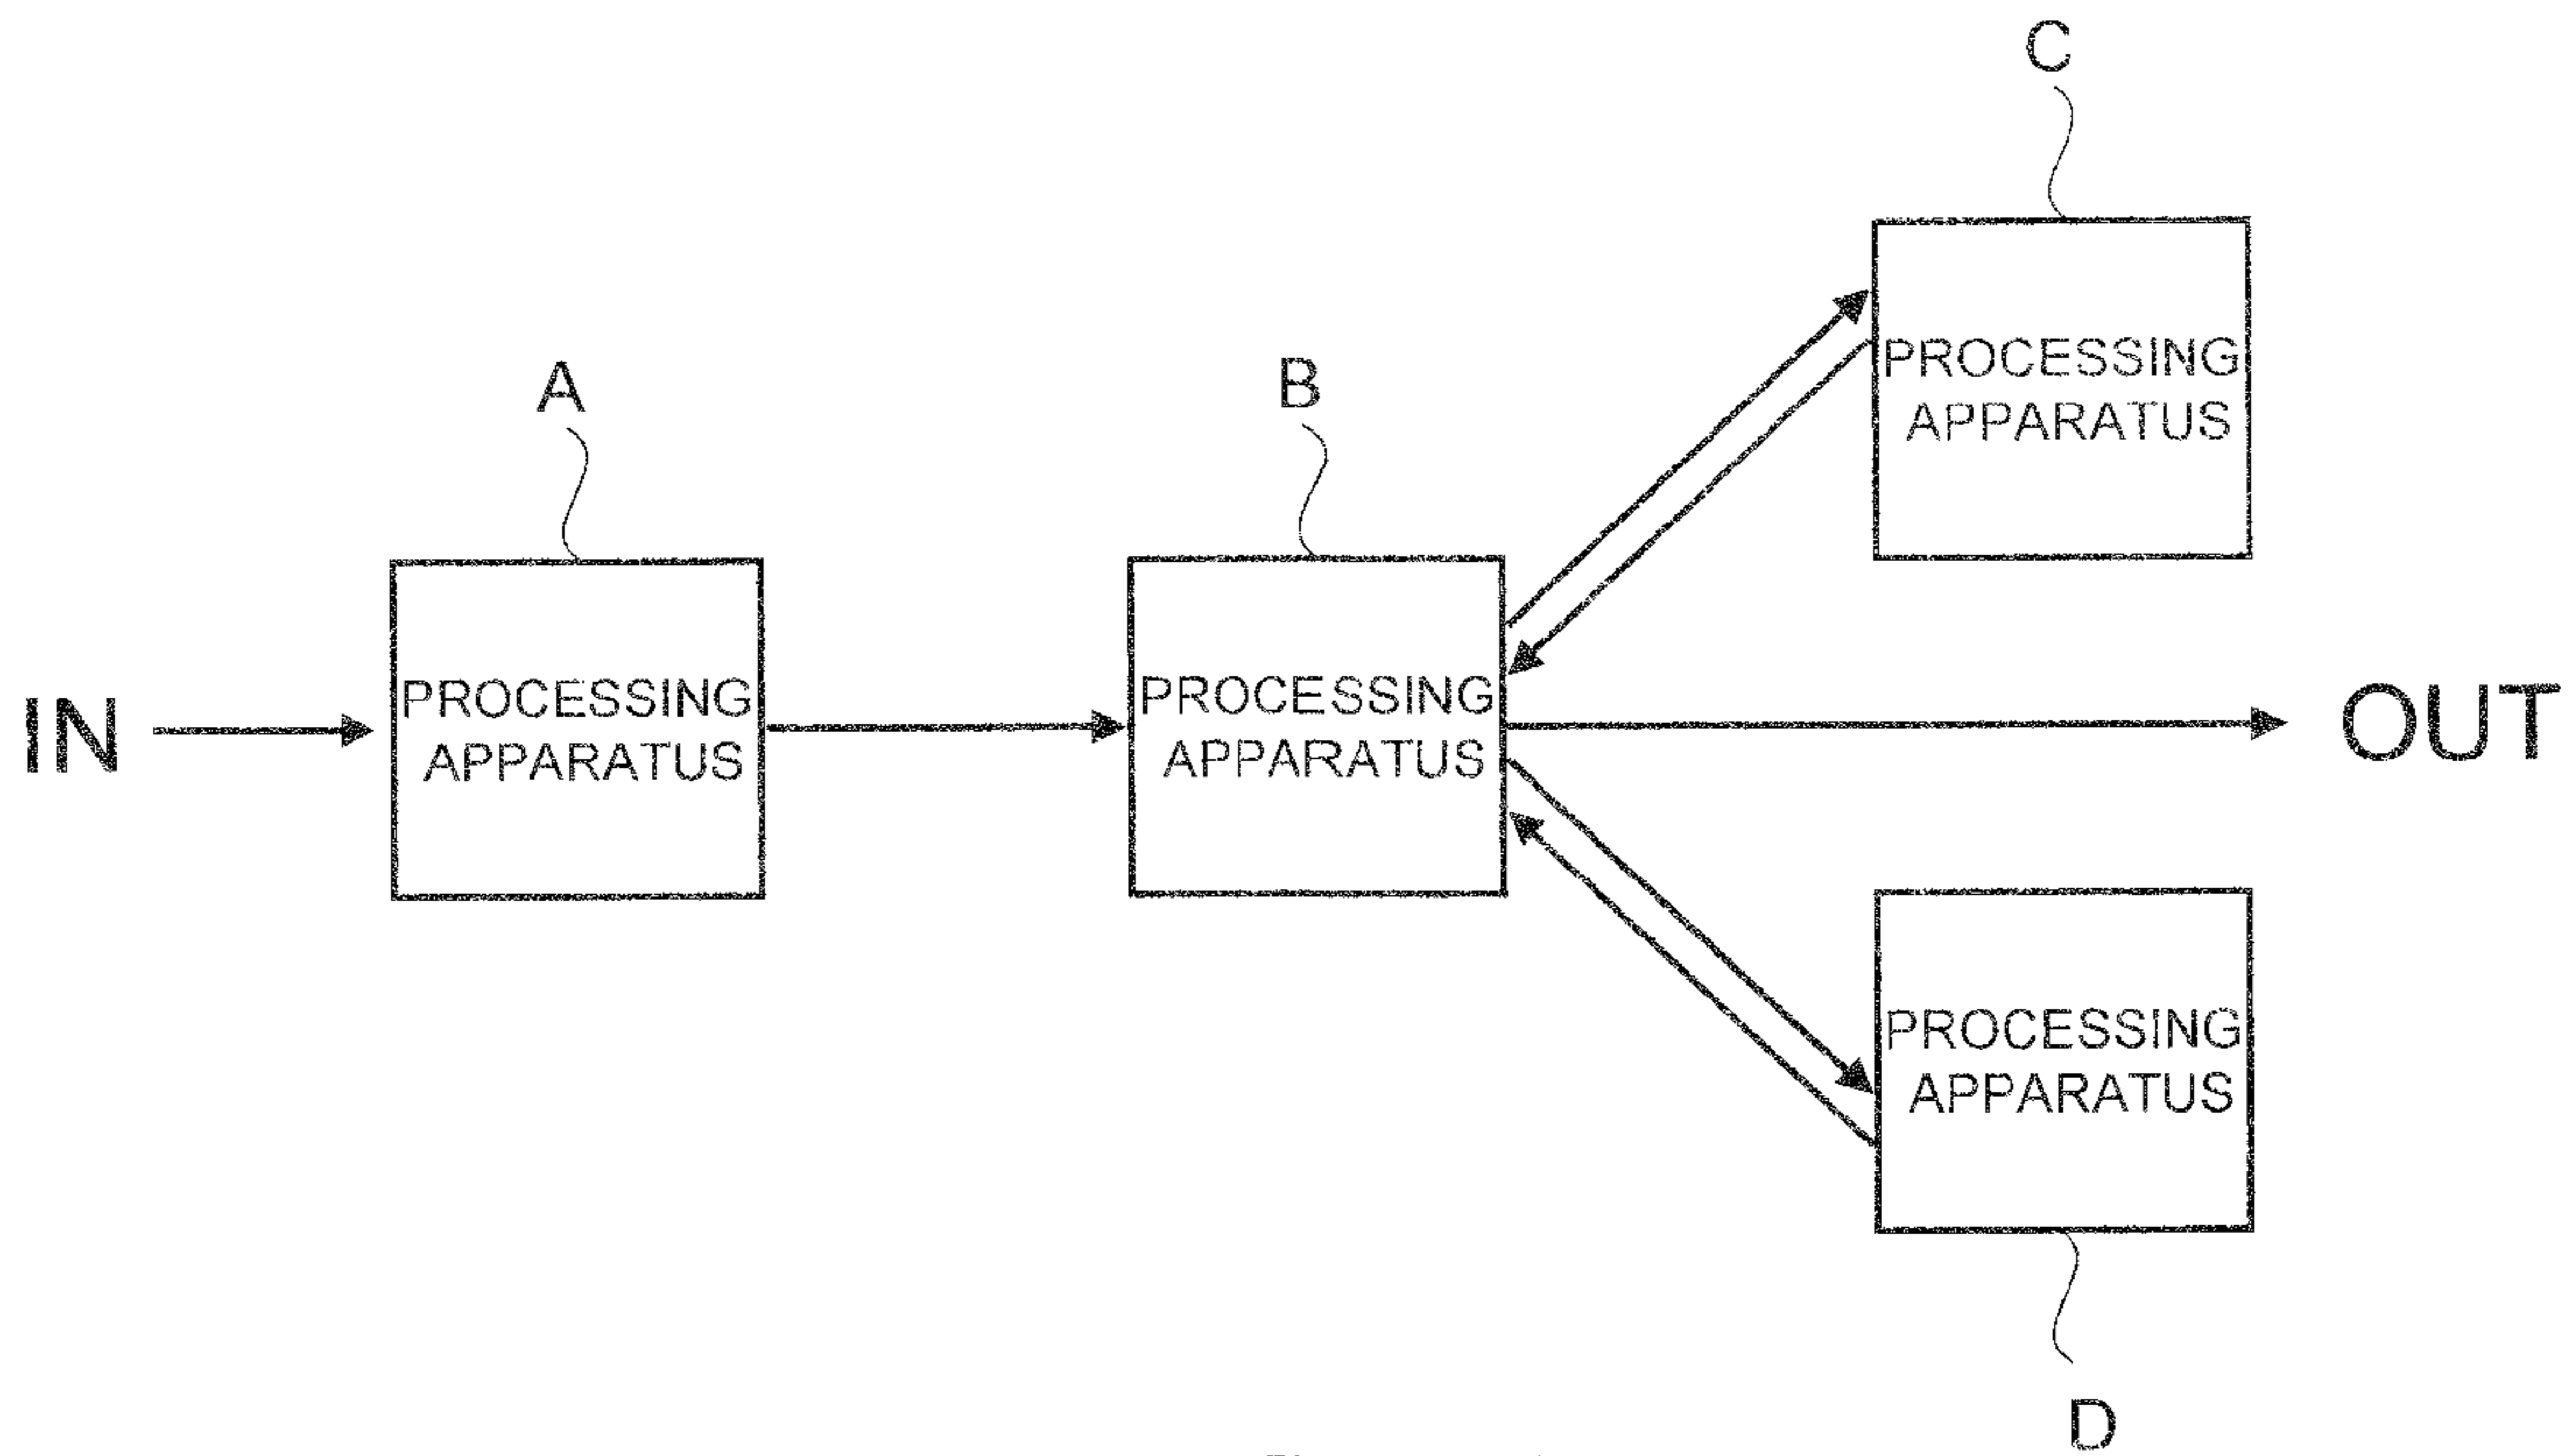 C
PROCESSING
APPARATUS
A
B
IN
PROCESSING
APPARATUS
PROCESSING
APPARATUS
OUT
PROCESSING
APPARATUS
D